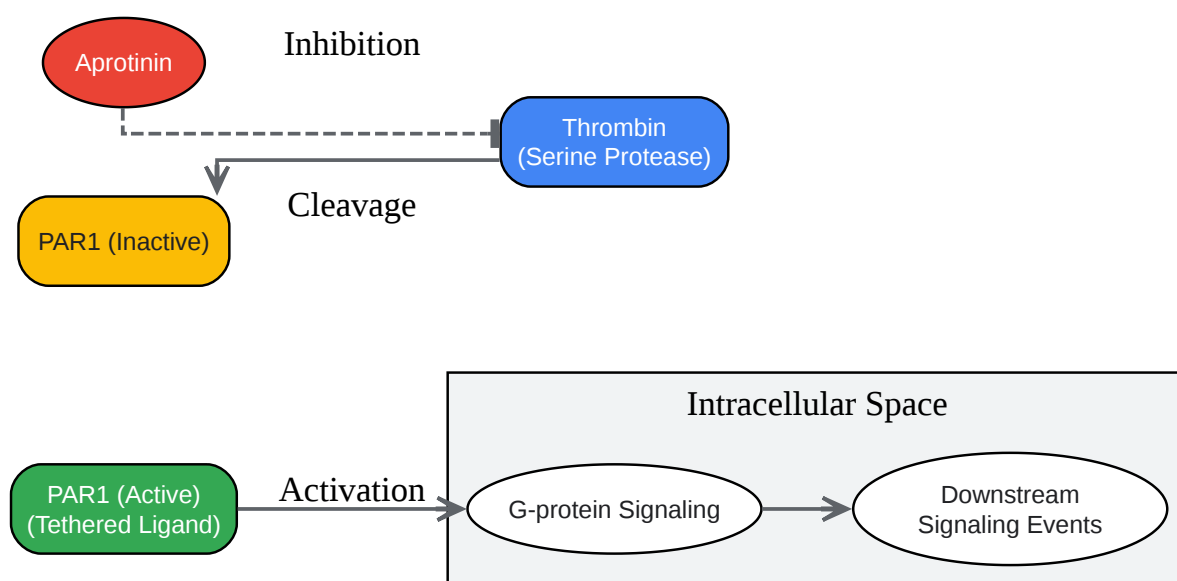 Aprotinin
Inhibition
Thrombin
(Serine Protease)
Cleavage
PAR1 (Inactive)
Intracellular Space
PAR1 (Active)
(Tethered Ligand)
Activation
G-protein Signaling
Downstream
Signaling Events